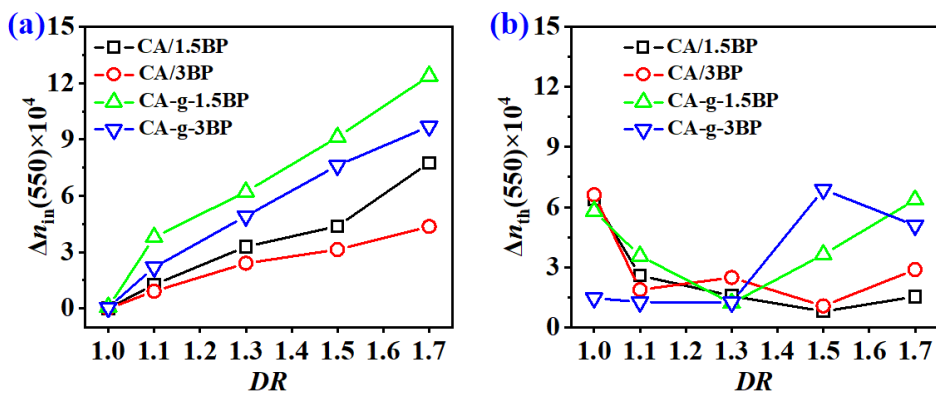 (a)
15
12
9
6
3
0
Δn_in(550)×10⁴
CA/1.5BP
CA/3BP
CA-g-1.5BP
CA-g-3BP
1.0 1.1 1.2 1.3 1.4 1.5 1.6 1.7
DR
(b)
15
12
9
6
3
0
Δn_th(550)×10⁴
CA/1.5BP
CA/3BP
CA-g-1.5BP
CA-g-3BP
1.0 1.1 1.2 1.3 1.4 1.5 1.6 1.7
DR